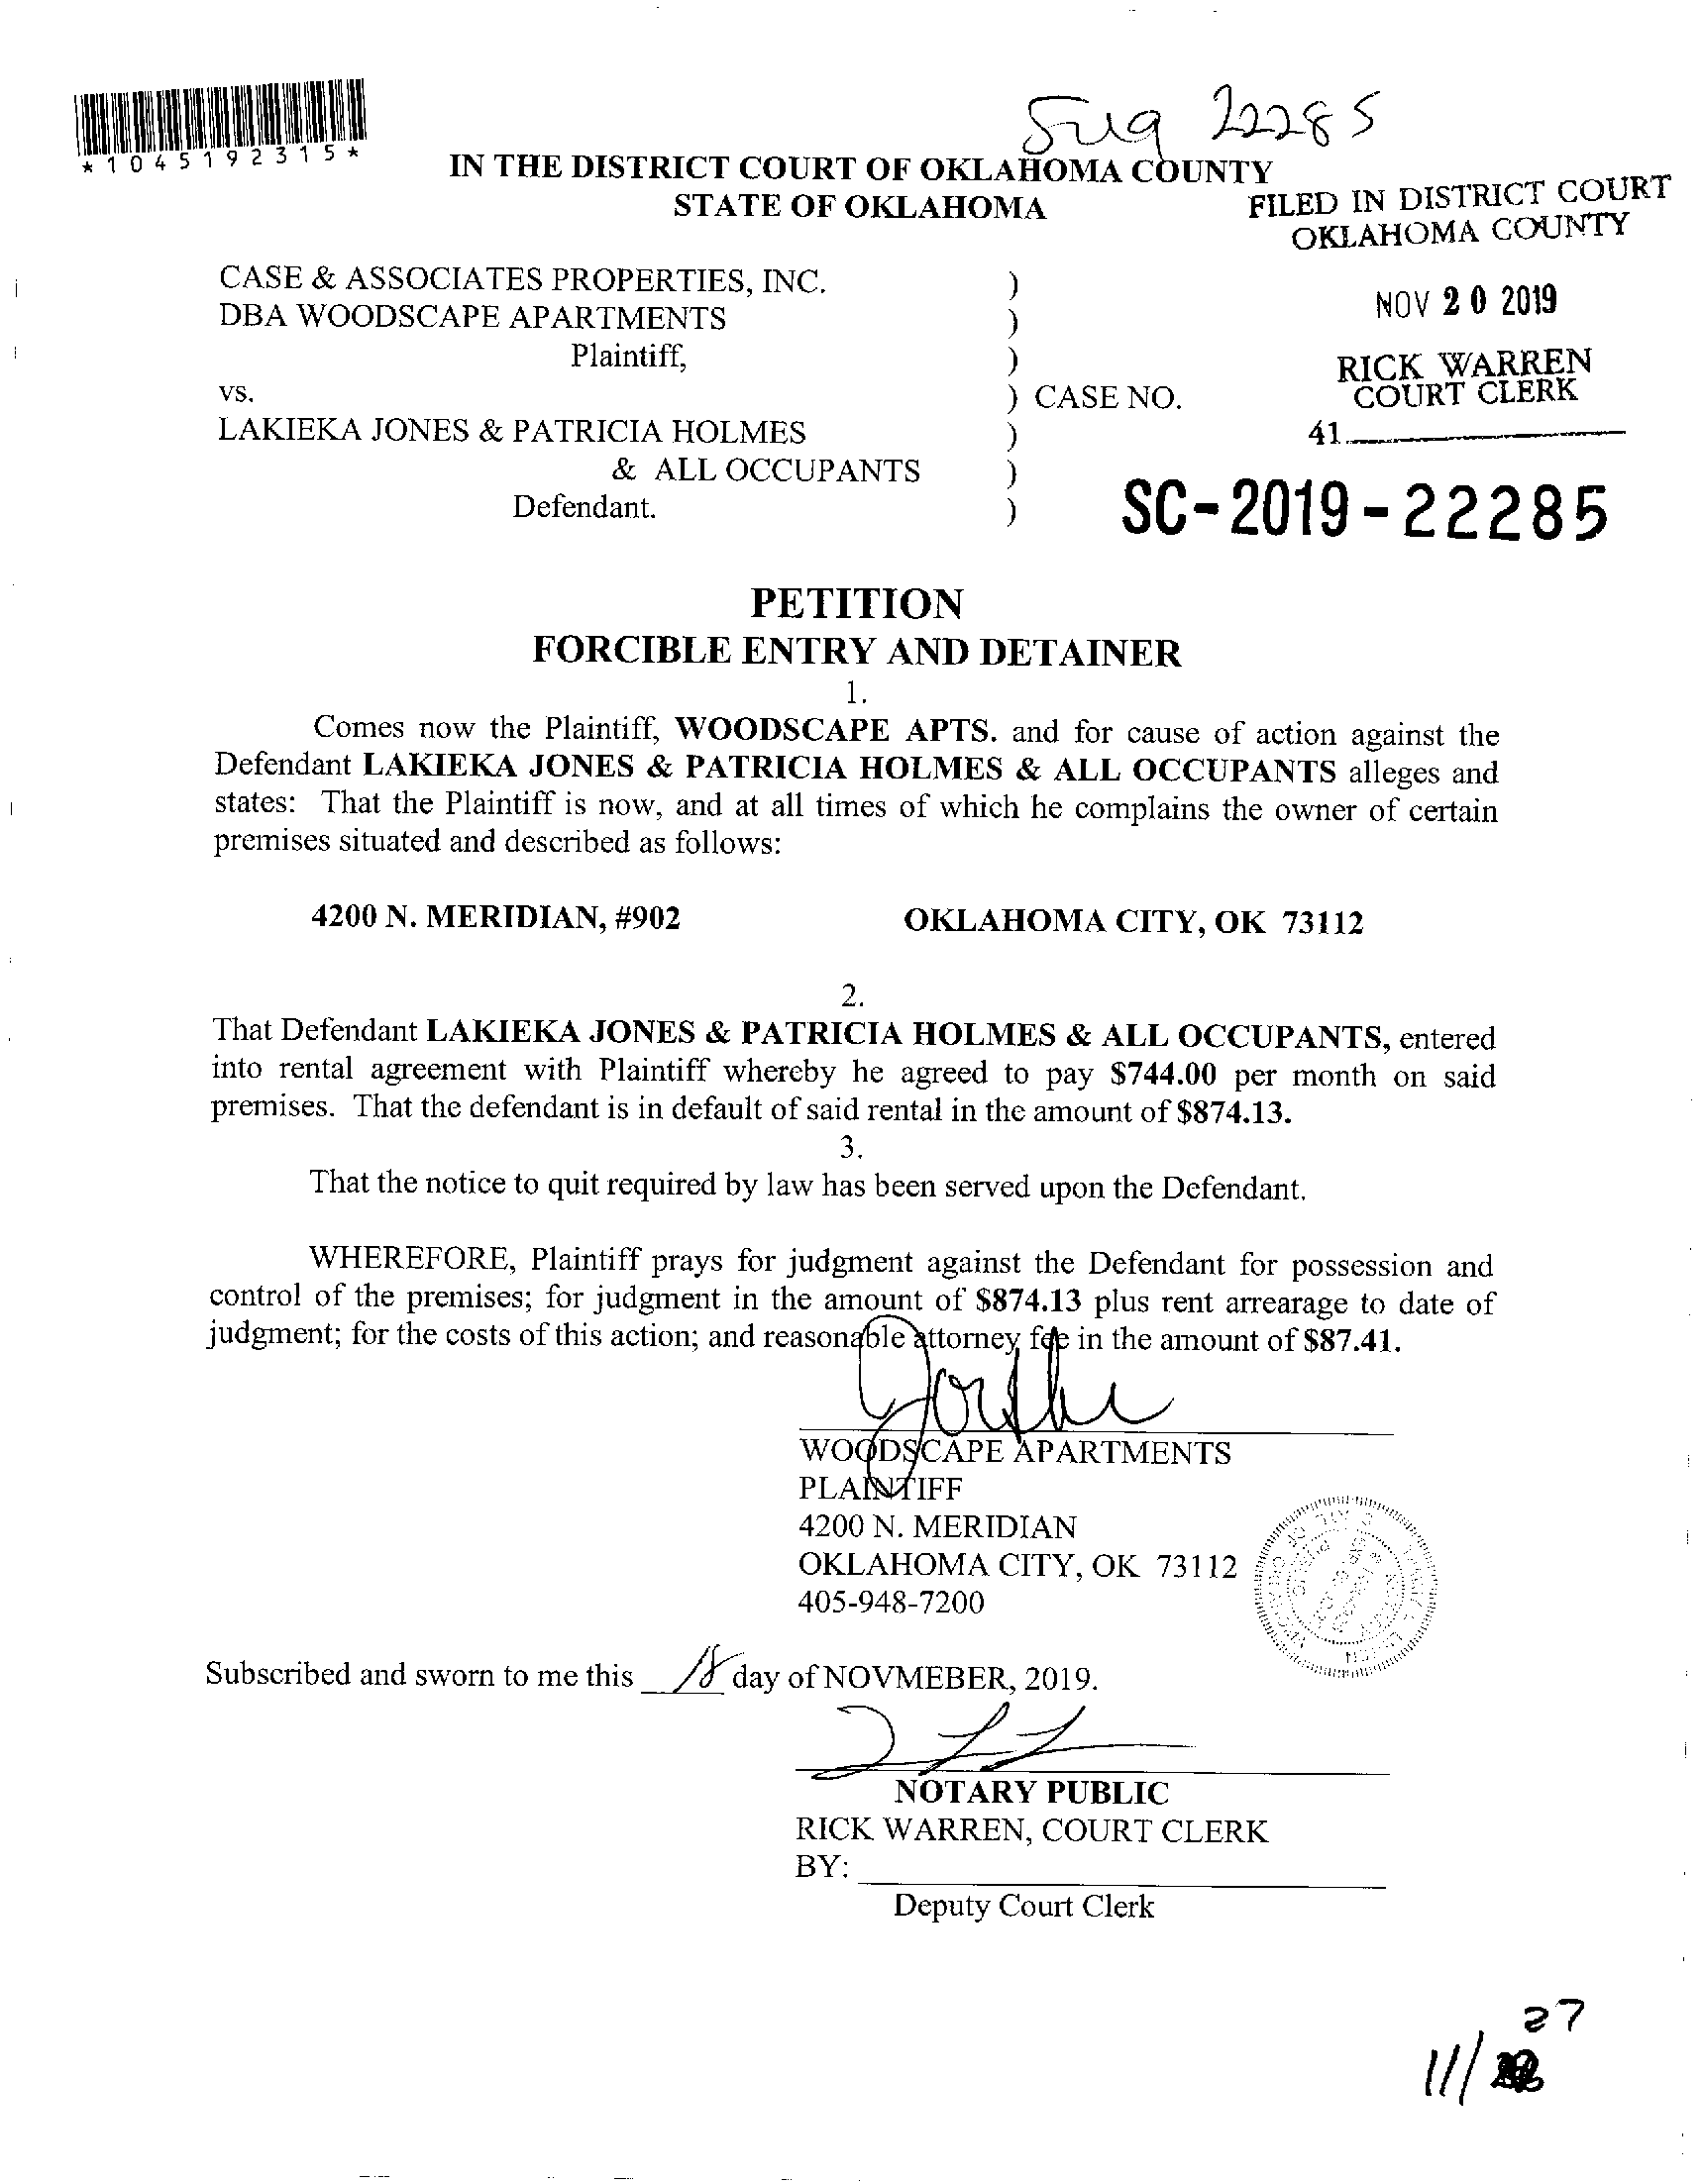 *1045192315*
22285
IN THE DISTRICT COURT OF OKLAHOMA COUNTY
STATE OF OKLAHOMA
FILED IN DISTRICT COURT
OKLAHOMA COUNTY
NOV 20 2019
RICK WARREN
COURT CLERK
41
CASE & ASSOCIATES PROPERTIES, INC. )
DBA WOODSCAPE APARTMENTS )
Plaintiff, )
vs. ) CASE NO.
LAKIEKA JONES & PATRICIA HOLMES )
& ALL OCCUPANTS )
Defendant. )
SC-2019-22285
PETITION
FORCIBLE ENTRY AND DETAINER
1.
Comes now the Plaintiff, WOODSCAPE APTS. and for cause of action against the
Defendant LAKIEKA JONES & PATRICIA HOLMES & ALL OCCUPANTS alleges and
states: That the Plaintiff is now, and at all times of which he complains the owner of certain
premises situated and described as follows:
4200 N. MERIDIAN, #902 OKLAHOMA CITY, OK 73112
2.
That Defendant LAKIEKA JONES & PATRICIA HOLMES & ALL OCCUPANTS, entered
into rental agreement with Plaintiff whereby he agreed to pay $744.00 per month on said
premises. That the defendant is in default of said rental in the amount of $874.13.
3.
That the notice to quit required by law has been served upon the Defendant.
WHEREFORE, Plaintiff prays for judgment against the Defendant for possession and
control of the premises; for judgment in the amount of $874.13 plus rent arrearage to date of
judgment; for the costs of this action; and reasonable attorney fee in the amount of $87.41.
WOODSCAPE APARTMENTS
PLAINTIFF
4200 N. MERIDIAN
OKLAHOMA CITY, OK 73112
405-948-7200
Subscribed and sworn to me this 18 day of NOVMEBER, 2019.
NOTARY PUBLIC
RICK WARREN, COURT CLERK
BY:
Deputy Court Clerk
27
11/